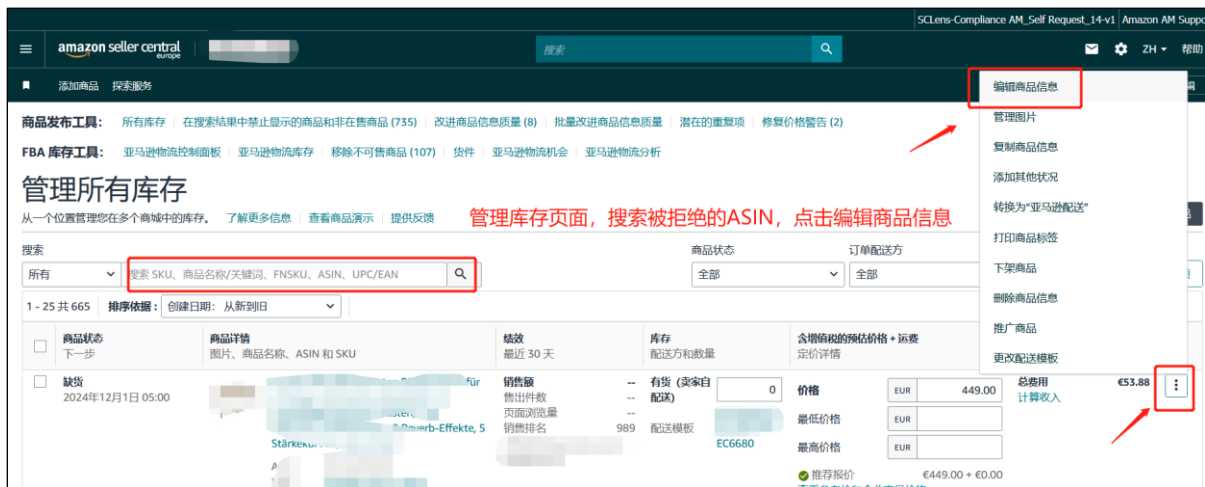 SCLens-Compliance AM_Self Request_14-v1 Amazon AM Suppo
amazon seller central
europe
搜索
ZH
帮助
添加商品 探索服务
编辑
编辑商品信息
管理图片
复制商品信息
添加其他状况
转换为“亚马逊配送”
打印商品标签
下架商品
删除商品信息
推广商品
更改配送模板
商品发布工具： 所有库存 在搜索结果中禁止显示的商品和非在售商品 (735) 改进商品信息质量 (8) 批量改进商品信息质量 潜在的重复项 修复价格警告 (2)
FBA 库存工具： 亚马逊物流控制面板 亚马逊物流库存 移除不可售商品 (107) 货件 亚马逊物流机会 亚马逊物流分析
管理所有库存
从一个位置管理您在多个商城中的库存。 了解更多信息 查看商品演示 提供反馈
管理库存页面，搜索被拒绝的ASIN，点击编辑商品信息
搜索 商品状态 订单配送方
所有 搜索 SKU、商品名称/关键词、FNSKU、ASIN、UPC/EAN 全部 全部
1 - 25 共 665 排序依据： 创建日期：从新到旧
商品状态 商品详情 绩效 库存 含增值税的预估价格 + 运费
下一步 图片、商品名称、ASIN 和 SKU 最近 30 天 配送方和数量 定价详情
缺货 für 销售额 -- 有货 (卖家自配送) 0 价格 EUR 449.00 总费用 €53.88
2024年12月1日 05:00 售出件数 -- 计算收入
页面浏览量 -- 最低价格 EUR
Reverb-Effekte, 5 销售排名 989 配送模板
EC6680 最高价格 EUR
推荐报价 €449.00 + €0.00